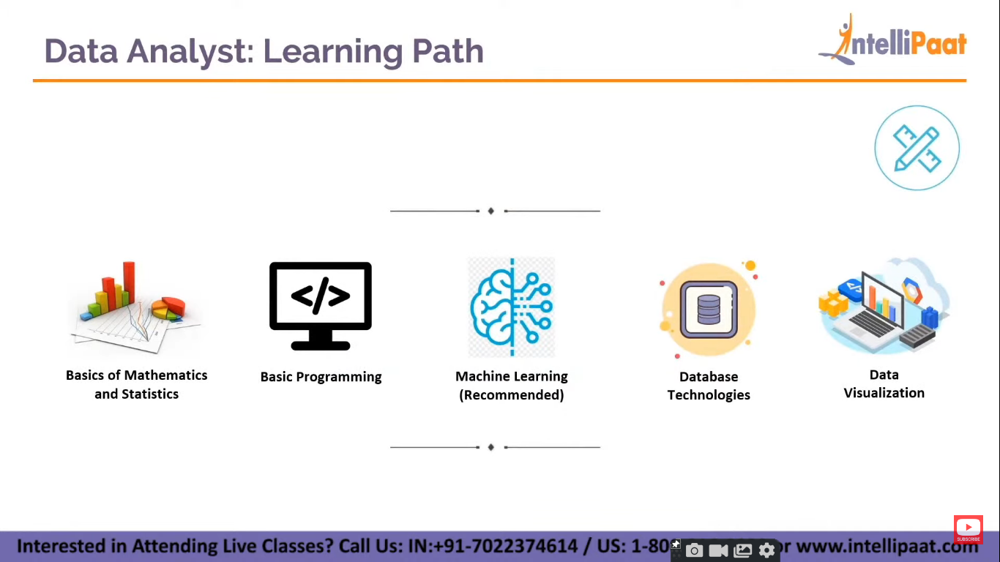 Data Analyst: Learning Path
IntelliPaat
</>
Basics of Mathematics
and Statistics
Basic Programming
Machine Learning
(Recommended)
Database
Technologies
Data
Visualization
SUBSCRIBE
Interested in Attending Live Classes? Call Us: IN:+91-7022374614 / US: 1-80 or www.intellipaat.com